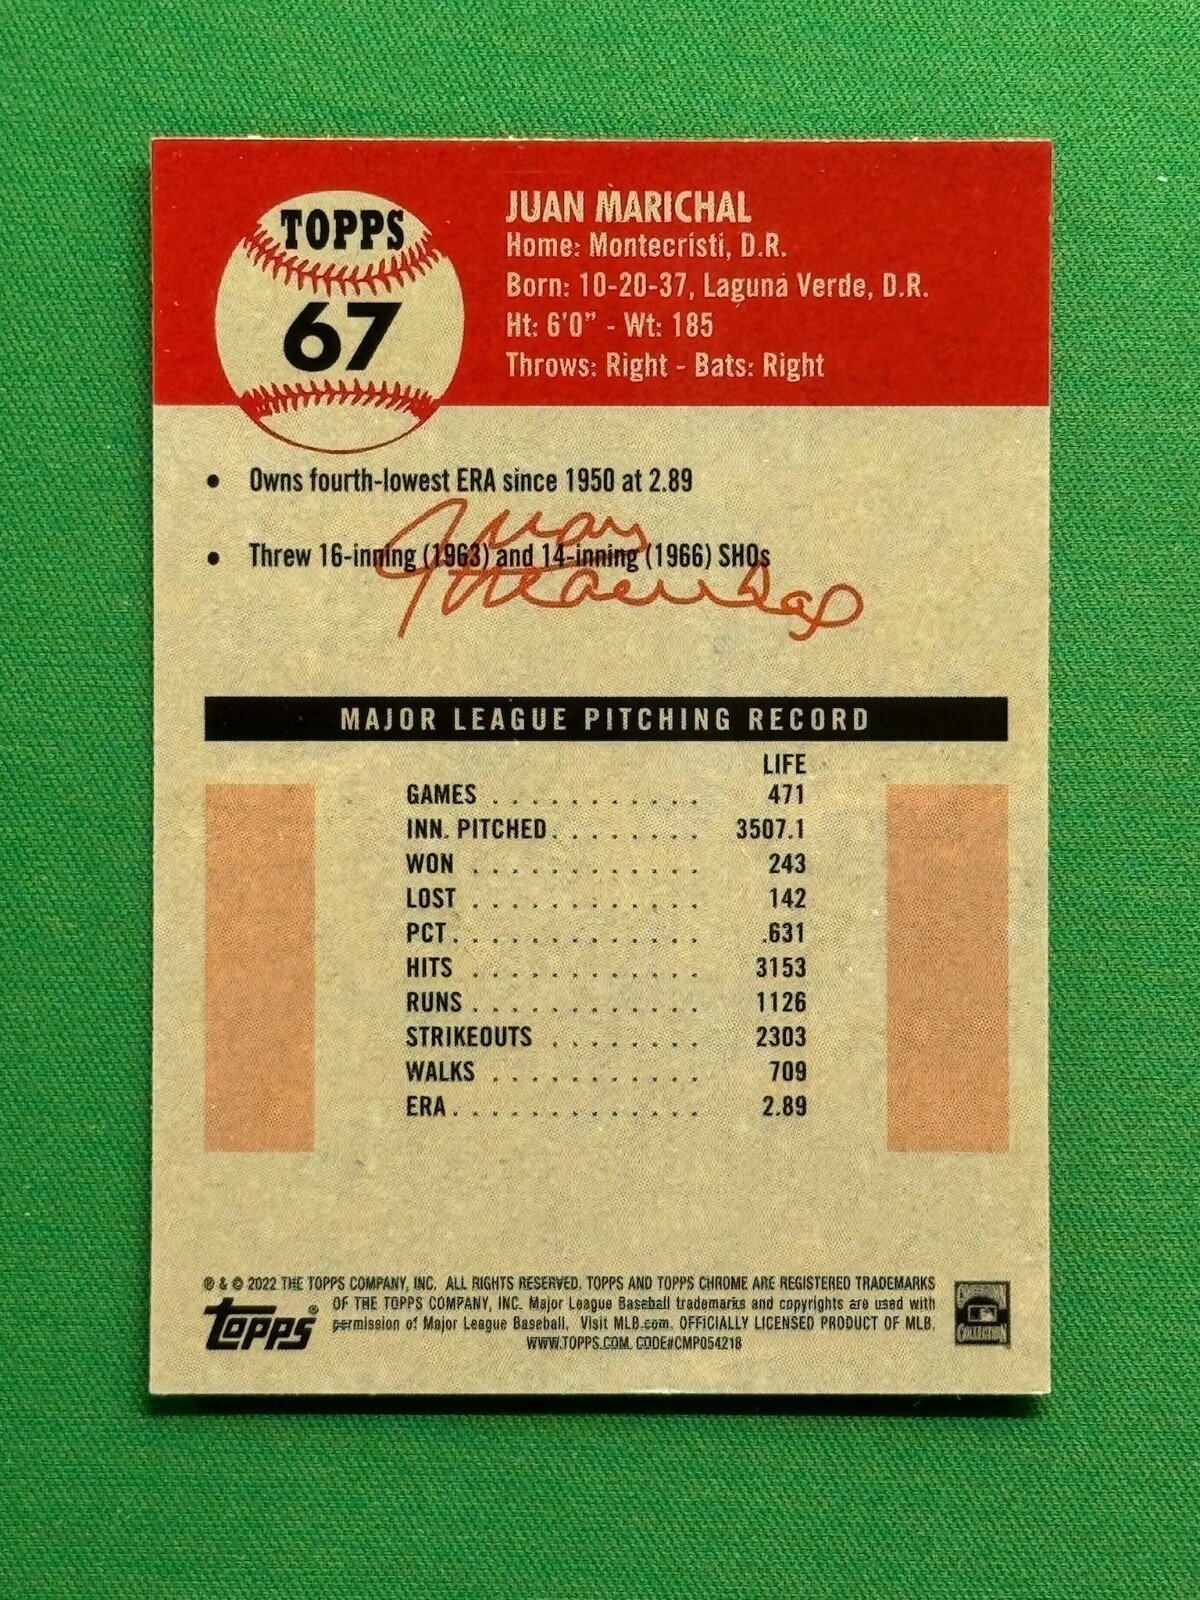 TOPPS
67
JUAN MARICHAL
Home: Montecristi, D.R.
Born: 10-20-37, Laguna Verde, D.R.
Ht: 6'0" - Wt: 185
Throws: Right - Bats: Right
• Owns fourth-lowest ERA since 1950 at 2.89
• Threw 16-inning (1963) and 14-inning (1966) SHOs
Juan
Marichal
MAJOR LEAGUE PITCHING RECORD
LIFE
GAMES . . . . . . . . . . . 471
INN. PITCHED. . . . . . . . 3507.1
WON . . . . . . . . . . . . 243
LOST . . . . . . . . . . . . 142
PCT. . . . . . . . . . . . . .631
HITS . . . . . . . . . . . . 3153
RUNS . . . . . . . . . . . . 1126
STRIKEOUTS . . . . . . . . 2303
WALKS . . . . . . . . . . . 709
ERA. . . . . . . . . . . . . 2.89
® & © 2022 THE TOPPS COMPANY, INC. ALL RIGHTS RESERVED. TOPPS AND TOPPS CHROME ARE REGISTERED TRADEMARKS
OF THE TOPPS COMPANY, INC. Major League Baseball trademarks and copyrights are used with
permission of Major League Baseball. Visit MLB.com. OFFICIALLY LICENSED PRODUCT OF MLB.
WWW.TOPPS.COM. CODE#CMP054218
Topps®
COLLECTION